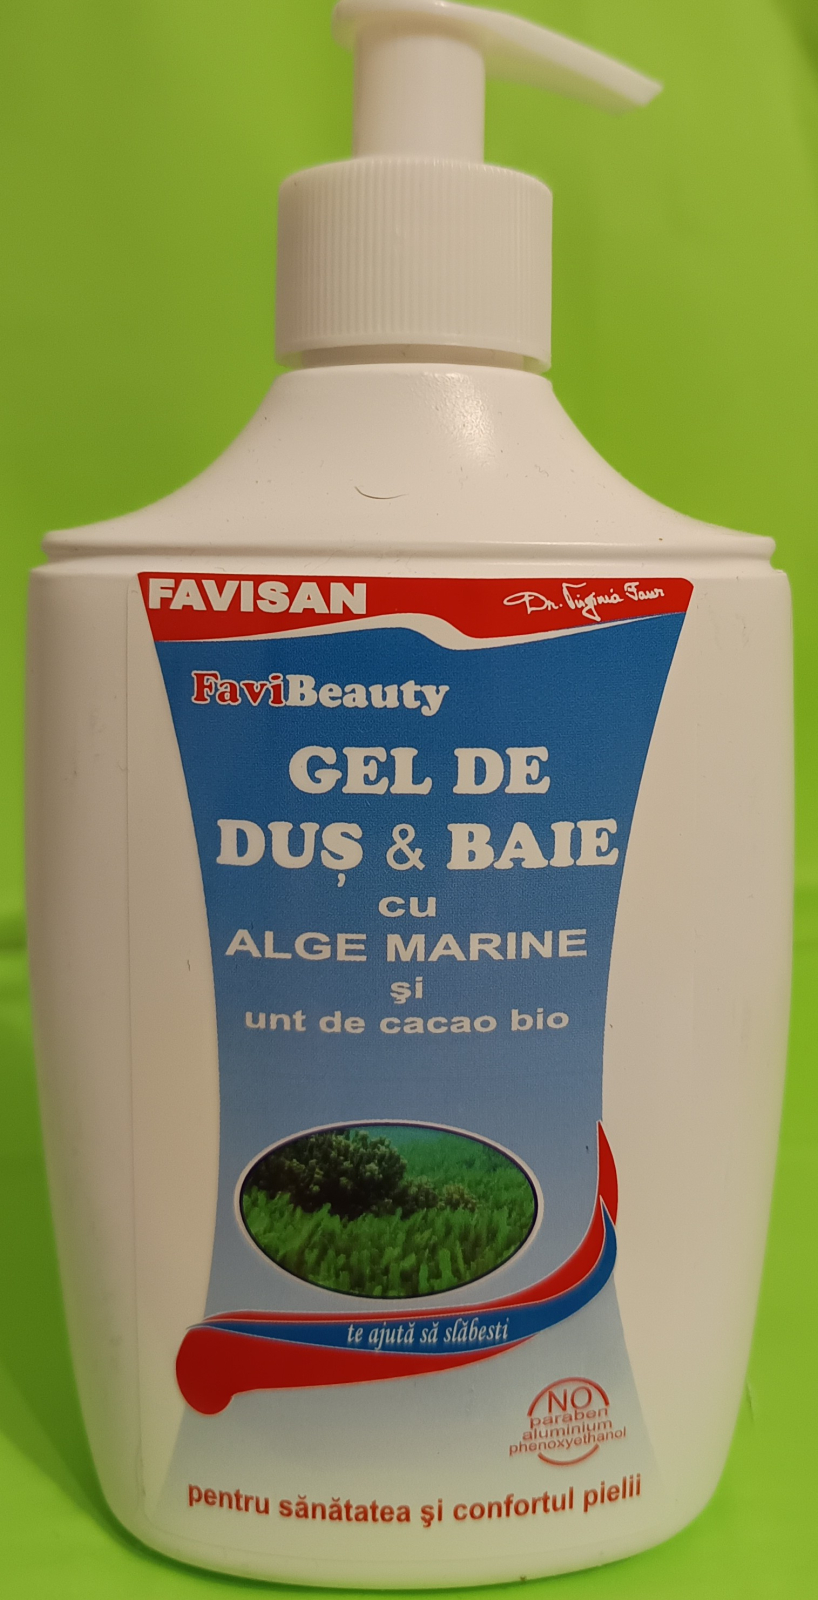 FAVISAN
Dr. Virginia Faur
FaviBeauty
GEL DE
DUȘ & BAIE
cu
ALGE MARINE
şi
unt de cacao bio
te ajută să slăbesti
NO
paraben
aluminium
phenoxyethanol
pentru sănătatea şi confortul pielii